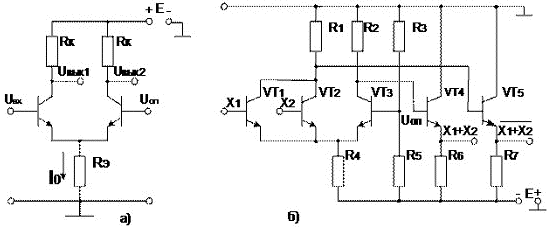 + E -
Rк Rк
Uвых1 Uвых2
Uвх Uоп
I0 Rэ
а)
R1 R2 R3
VT1 VT2 VT3 VT4 VT5
X1 X2 Uоп X1+X2 X1+X2
R4 R5 R6 R7
- E +
б)